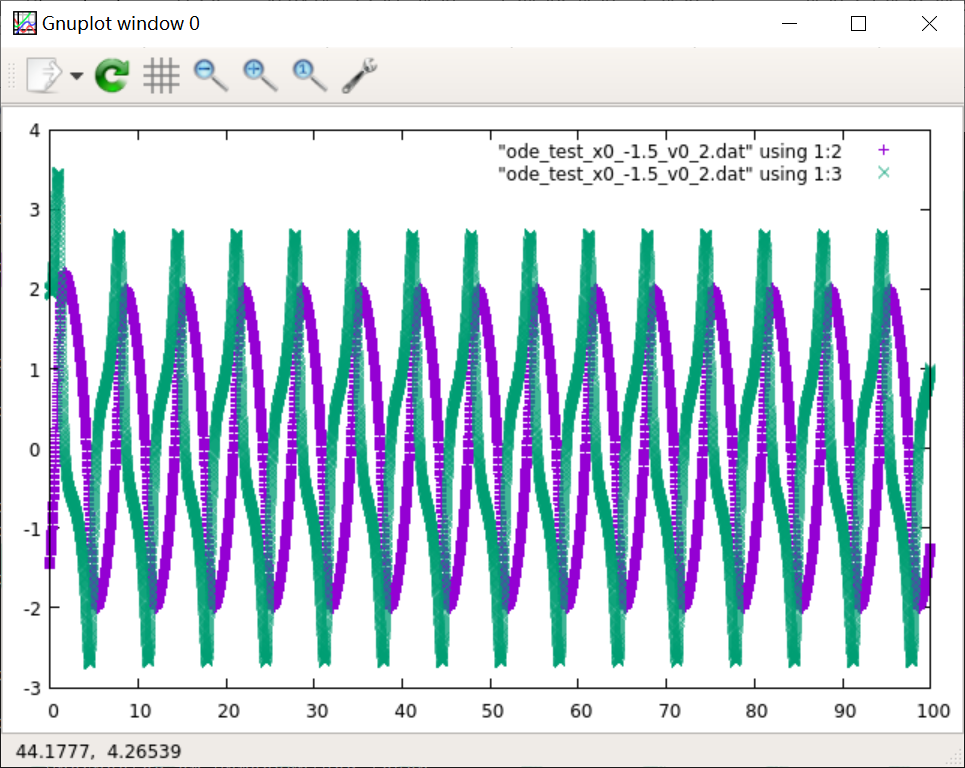 Gnuplot window 0
4
"ode_test_x0_-1.5_v0_2.dat" using 1:2
"ode_test_x0_-1.5_v0_2.dat" using 1:3
3
2
1
0
-1
-2
-3
0 10 20 30 40 50 60 70 80 90 100
44.1777, 4.26539